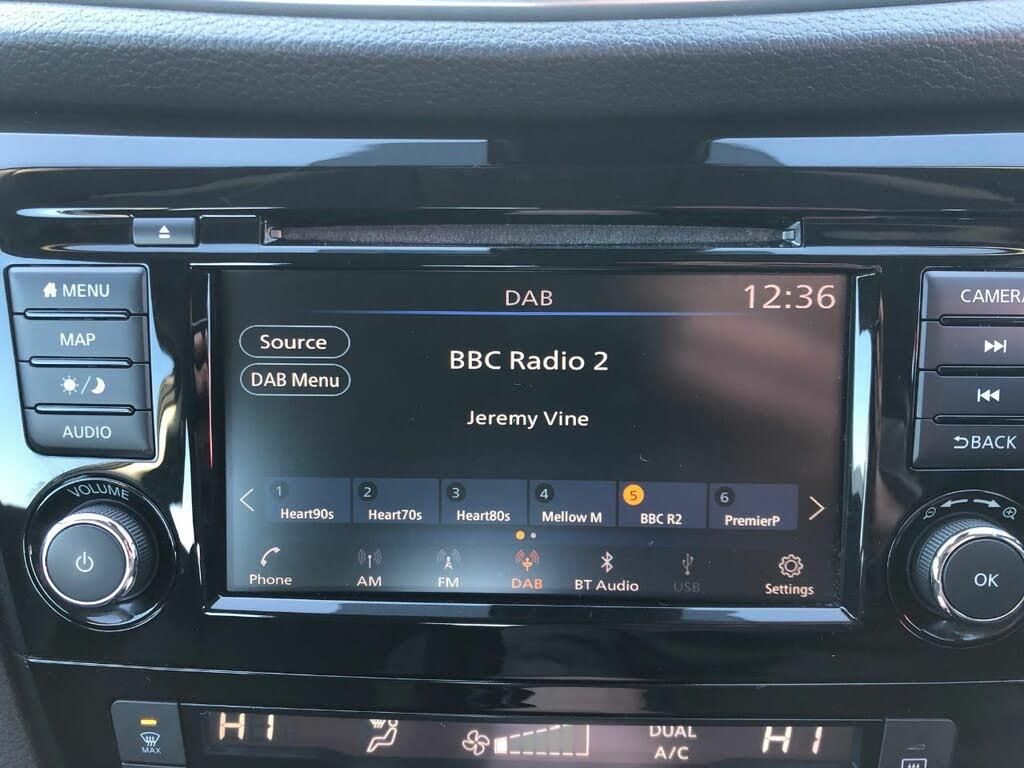 MENU
MAP
AUDIO
VOLUME
DAB
12:36
Source
DAB Menu
BBC Radio 2
Jeremy Vine
1 Heart90s
2 Heart70s
3 Heart80s
4 Mellow M
5 BBC R2
6 PremierP
Phone
AM
FM
DAB
BT Audio
USB
Settings
CAMERA
BACK
OK
MAX
HI
DUAL
A/C
HI